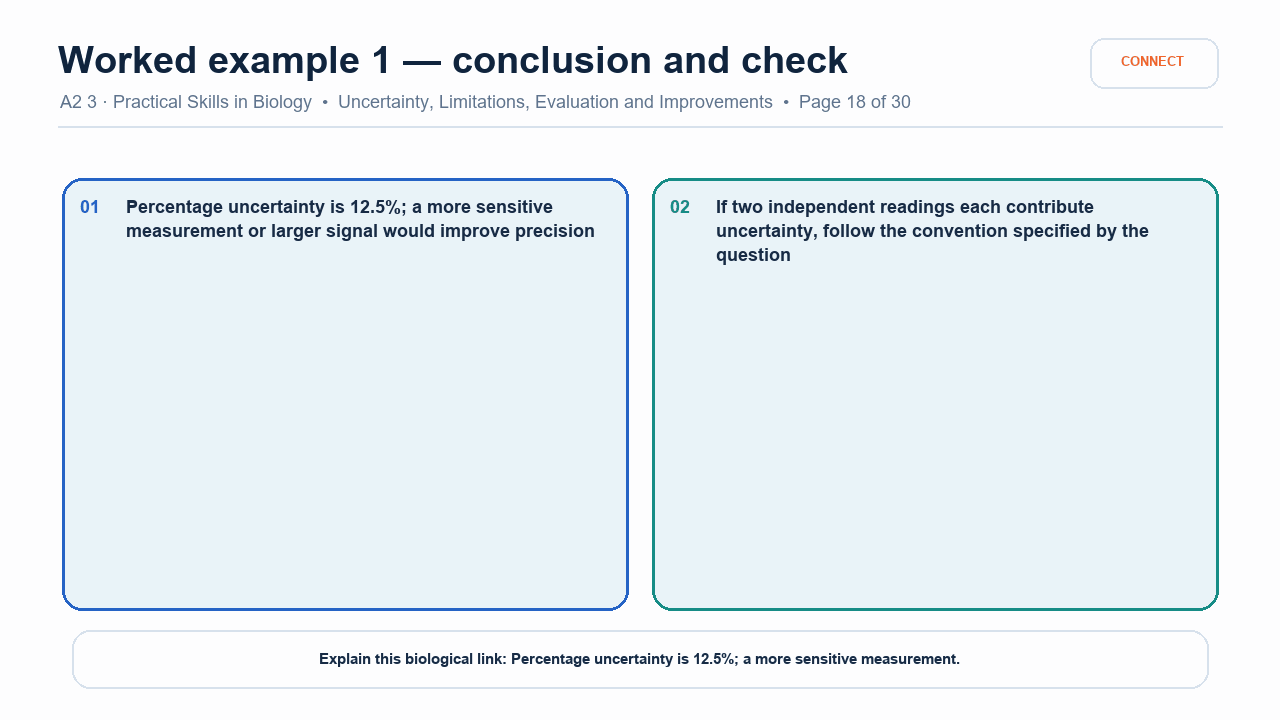 Worked example 1 — conclusion and check
CONNECT
A2 3 · Practical Skills in Biology • Uncertainty, Limitations, Evaluation and Improvements • Page 18 of 30
01 Percentage uncertainty is 12.5%; a more sensitive
measurement or larger signal would improve precision
02 If two independent readings each contribute
uncertainty, follow the convention specified by the
question
Explain this biological link: Percentage uncertainty is 12.5%; a more sensitive measurement.